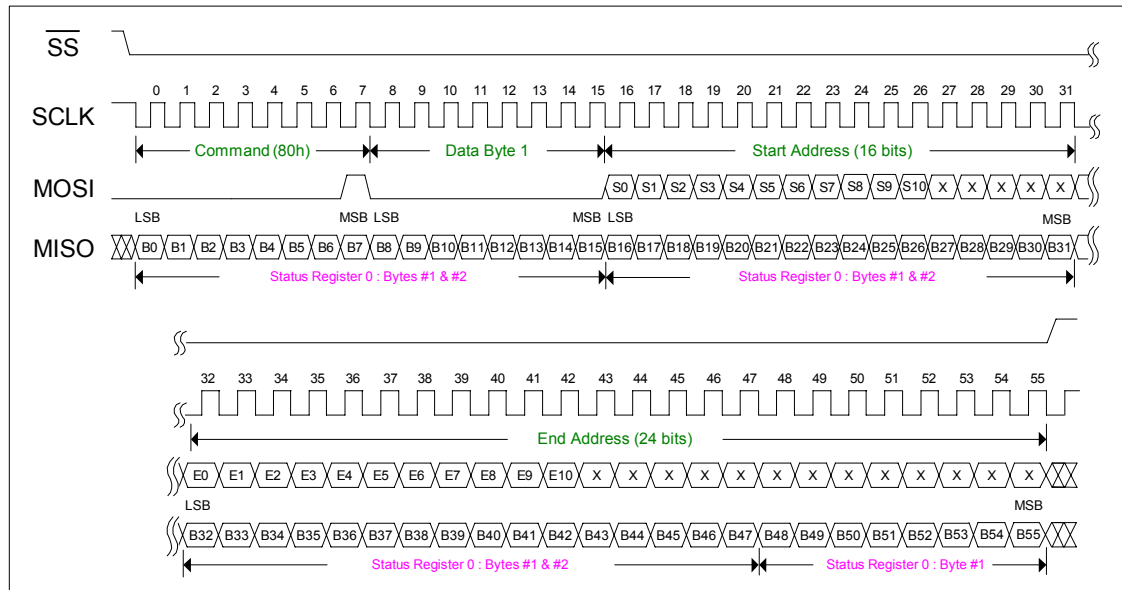 SS
0 1 2 3 4 5 6 7 8 9 10 11 12 13 14 15 16 17 18 19 20 21 22 23 24 25 26 27 28 29 30 31
SCLK
Command (80h) Data Byte 1 Start Address (16 bits)
MOSI S0 S1 S2 S3 S4 S5 S6 S7 S8 S9 S10 X X X X X
LSB MSB LSB MSB LSB MSB
MISO B0 B1 B2 B3 B4 B5 B6 B7 B8 B9 B10 B11 B12 B13 B14 B15 B16 B17 B18 B19 B20 B21 B22 B23 B24 B25 B26 B27 B28 B29 B30 B31
Status Register 0 : Bytes #1 & #2 Status Register 0 : Bytes #1 & #2
32 33 34 35 36 37 38 39 40 41 42 43 44 45 46 47 48 49 50 51 52 53 54 55
End Address (24 bits)
E0 E1 E2 E3 E4 E5 E6 E7 E8 E9 E10 X X X X X X X X X X X X X
LSB MSB
B32 B33 B34 B35 B36 B37 B38 B39 B40 B41 B42 B43 B44 B45 B46 B47 B48 B49 B50 B51 B52 B53 B54 B55
Status Register 0 : Bytes #1 & #2 Status Register 0 : Byte #1